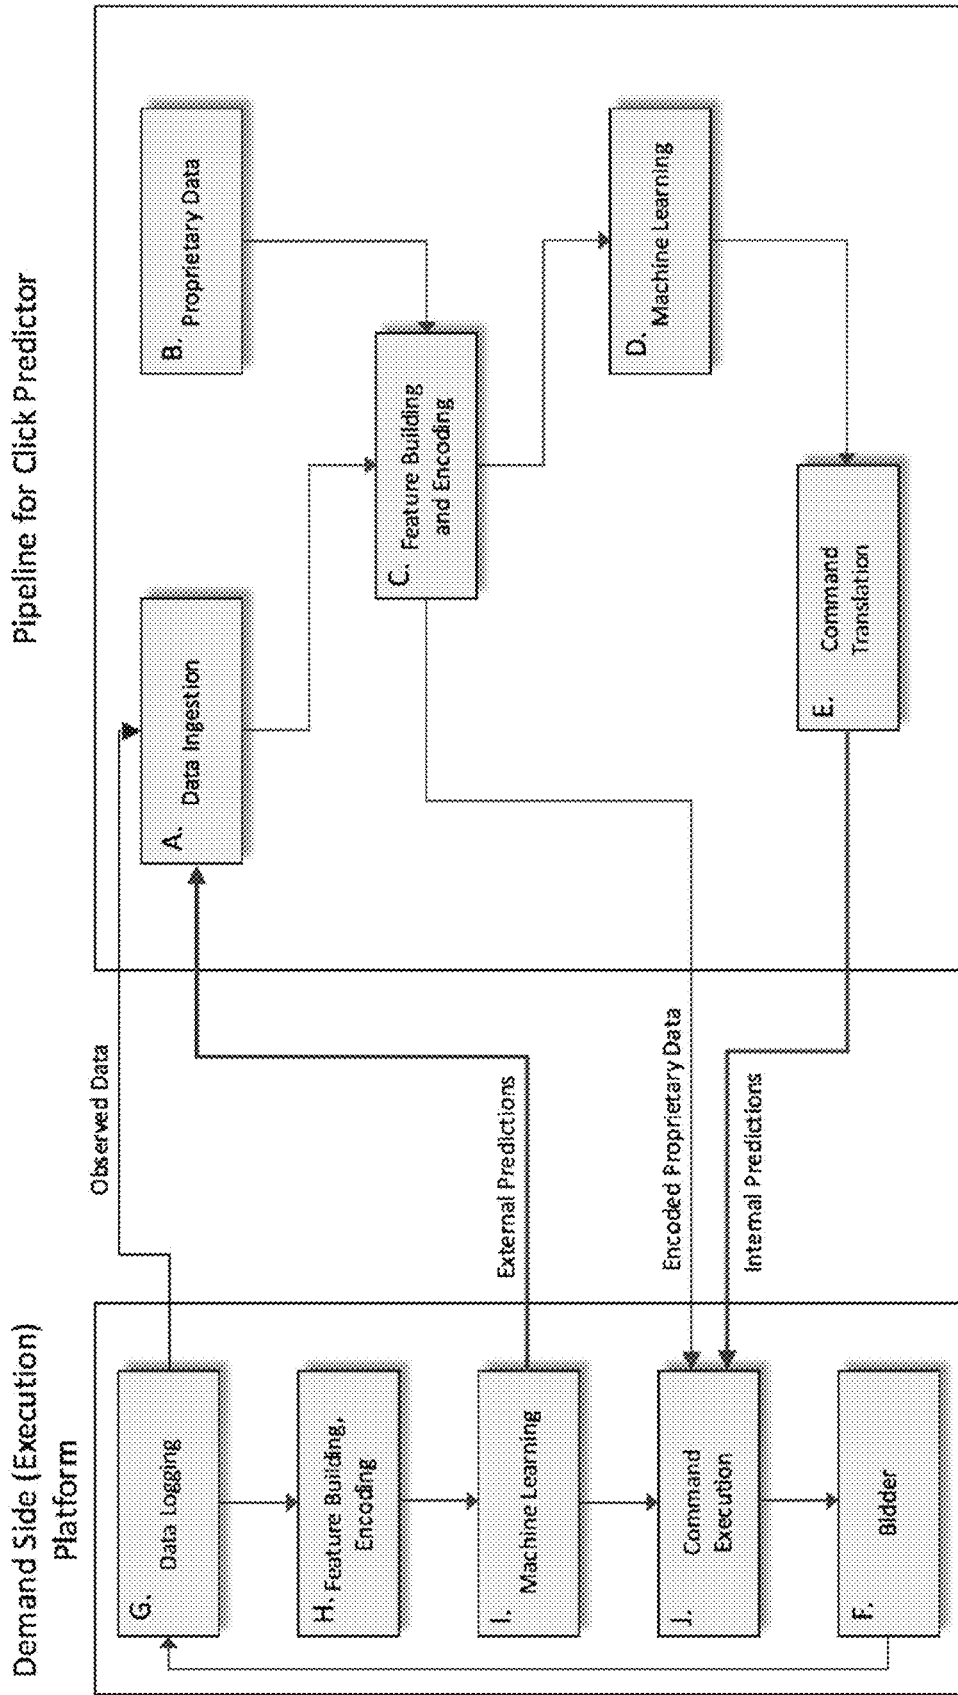 Demand Side (Execution)
Platform
G. Data Logging
H. Feature Building,
Encoding
I. Machine Learning
J. Command
Execution
F. Bidder
Observed Data
External Predictions
Encoded Proprietary Data
Internal Predictions
Pipeline for Click Predictor
A. Data Ingestion
B. Proprietary Data
C. Feature Building
and Encoding
D. Machine Learning
E. Command
Translation